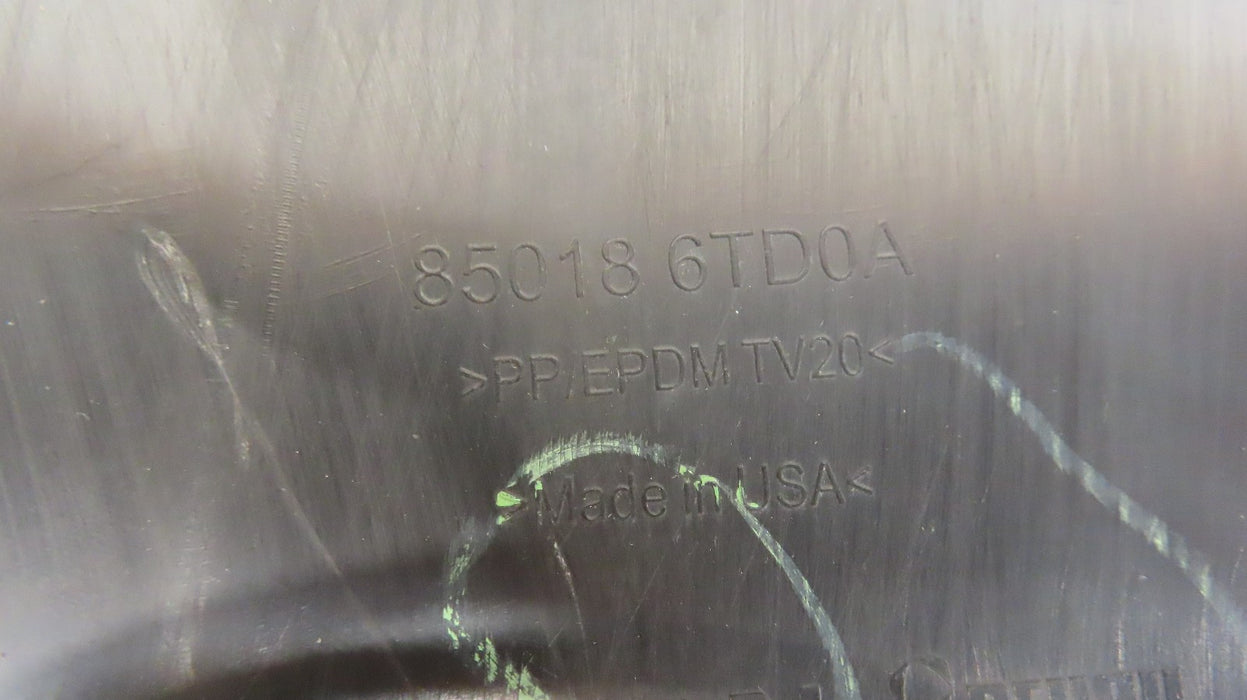 85018 6TD0A
>PP/EPDM TV20<
>Made in USA<